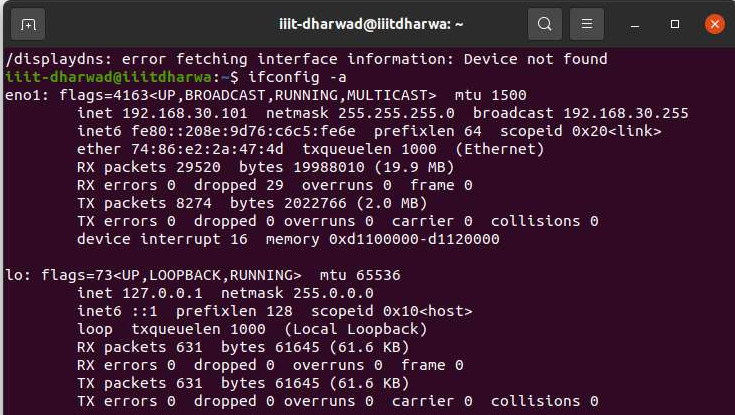 iiit-dharwad@iiitdharwa: ~
/displaydns: error fetching interface information: Device not found
iiit-dharwad@iiitdharwa:~$ ifconfig -a
eno1: flags=4163<UP,BROADCAST,RUNNING,MULTICAST>  mtu 1500
        inet 192.168.30.101  netmask 255.255.255.0  broadcast 192.168.30.255
        inet6 fe80::208e:9d76:c6c5:fe6e  prefixlen 64  scopeid 0x20<link>
        ether 74:86:e2:2a:47:4d  txqueuelen 1000  (Ethernet)
        RX packets 29520  bytes 19988010 (19.9 MB)
        RX errors 0  dropped 29  overruns 0  frame 0
        TX packets 8274  bytes 2022766 (2.0 MB)
        TX errors 0  dropped 0 overruns 0  carrier 0  collisions 0
        device interrupt 16  memory 0xd1100000-d1120000
lo: flags=73<UP,LOOPBACK,RUNNING>  mtu 65536
        inet 127.0.0.1  netmask 255.0.0.0
        inet6 ::1  prefixlen 128  scopeid 0x10<host>
        loop  txqueuelen 1000  (Local Loopback)
        RX packets 631  bytes 61645 (61.6 KB)
        RX errors 0  dropped 0  overruns 0  frame 0
        TX packets 631  bytes 61645 (61.6 KB)
        TX errors 0  dropped 0 overruns 0  carrier 0  collisions 0